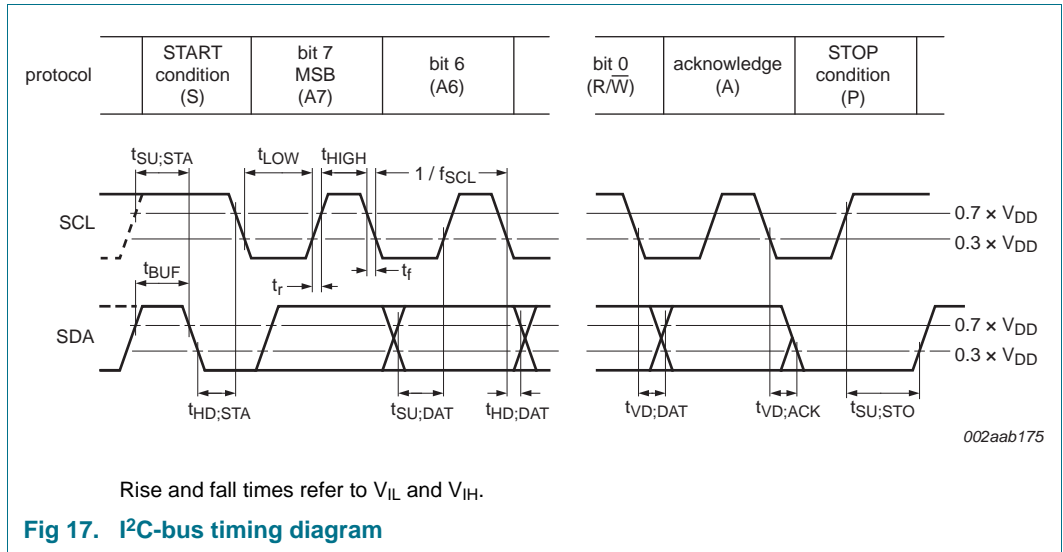 protocol
START
condition
(S)
bit 7
MSB
(A7)
bit 6
(A6)
bit 0
(R/W̅)
acknowledge
(A)
STOP
condition
(P)
tSU;STA
tLOW
tHIGH
1 / fSCL
SCL
0.7 × VDD
0.3 × VDD
tBUF
tr
tf
SDA
0.7 × VDD
0.3 × VDD
tHD;STA
tSU;DAT
tHD;DAT
tVD;DAT
tVD;ACK
tSU;STO
002aab175
Rise and fall times refer to VIL and VIH.
Fig 17. I²C-bus timing diagram